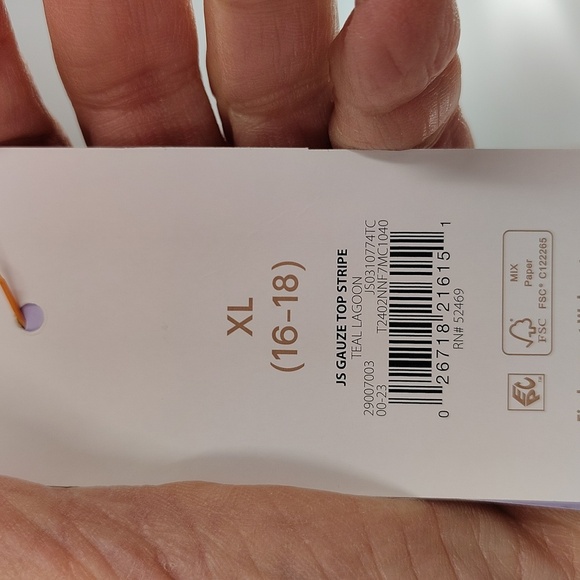 XL
(16-18)
JS GAUZE TOP STRIPE
TEAL LAGOON
29007003 JS0310774TC
00-23 T2402NNF7MC1040
0 26718 21615 1
RN# 52469
MIX
Paper
FSC® C122265
FSC